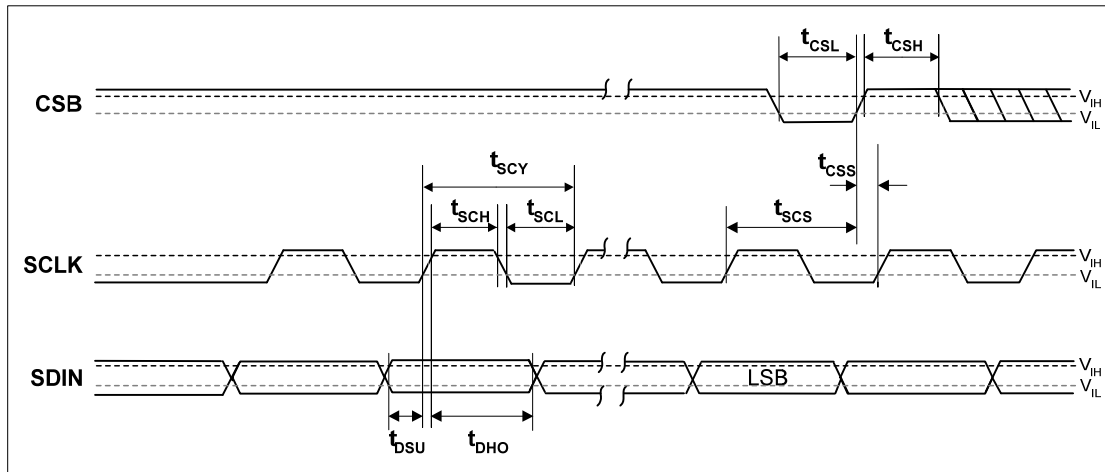 tCSL tCSH
CSB
VIH
VIL
tCSS
tSCY
tSCH tSCL tSCS
SCLK
VIH
VIL
SDIN
LSB
VIH
VIL
tDSU tDHO